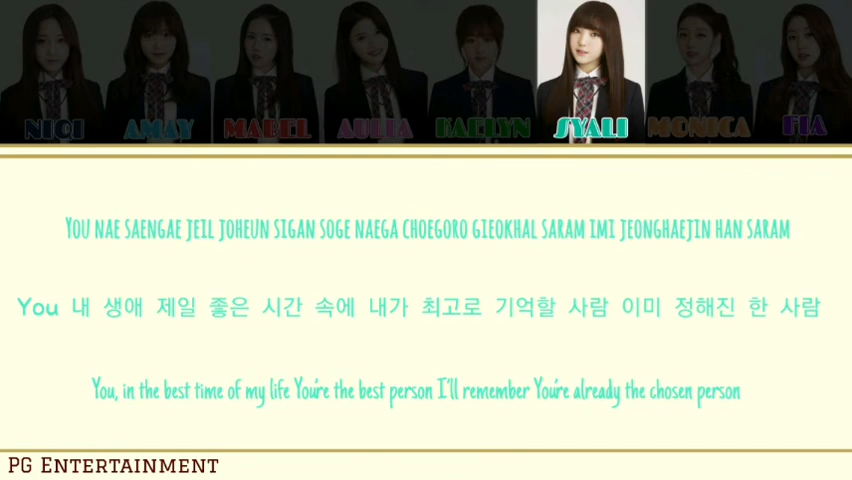 NIQI AMAY MABEL AULIA KAELYN SYALI MONICA FIA
You nae saengae jeil joheun sigan soge naega choegoro gieokhal saram imi jeonghaejin han saram
You 내 생애 제일 좋은 시간 속에 내가 최고로 기억할 사람 이미 정해진 한 사람
You, in the best time of my life You're the best person I'll remember You're already the chosen person
PG Entertainment